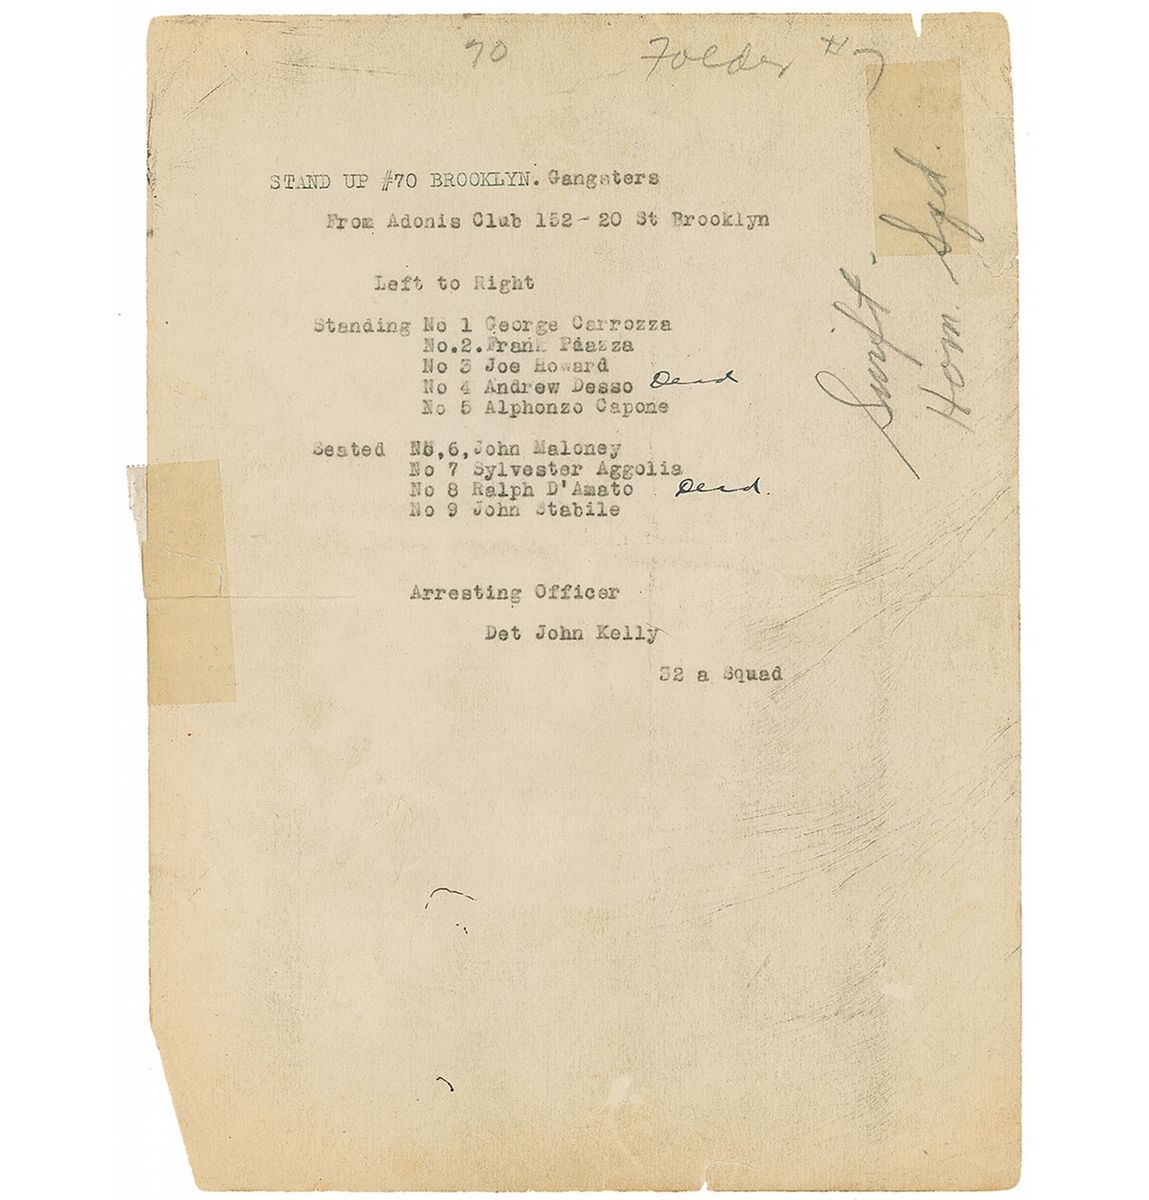 70 Folder #7
STAND UP #70 BROOKLYN. Gangsters
From Adonis Club 152-20 St Brooklyn
Left to Right
Standing No 1 George Carrozza
No.2.Frank Piazza
No 3 Joe Howard
No 4 Andrew Desso Dead
No 5 Alphonzo Capone
Seated No,6,John Maloney
No 7 Sylvester Aggolia
No 8 Ralph D'Amato Dead.
No 9 John Stabile
Arresting Officer
Det John Kelly
32 a Squad
Swift -
Hom. Sqd.